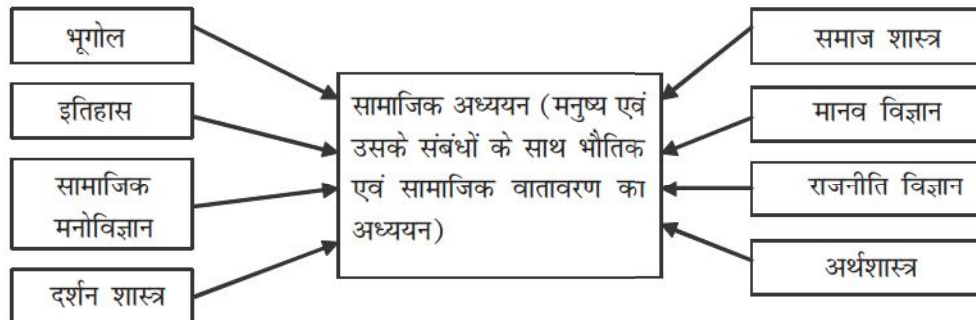 भूगोल
इतिहास
सामाजिक
मनोविज्ञान
दर्शन शास्त्र
सामाजिक अध्ययन (मनुष्य एवं
उसके संबंधों के साथ भौतिक
एवं सामाजिक वातावरण का
अध्ययन)
समाज शास्त्र
मानव विज्ञान
राजनीति विज्ञान
अर्थशास्त्र